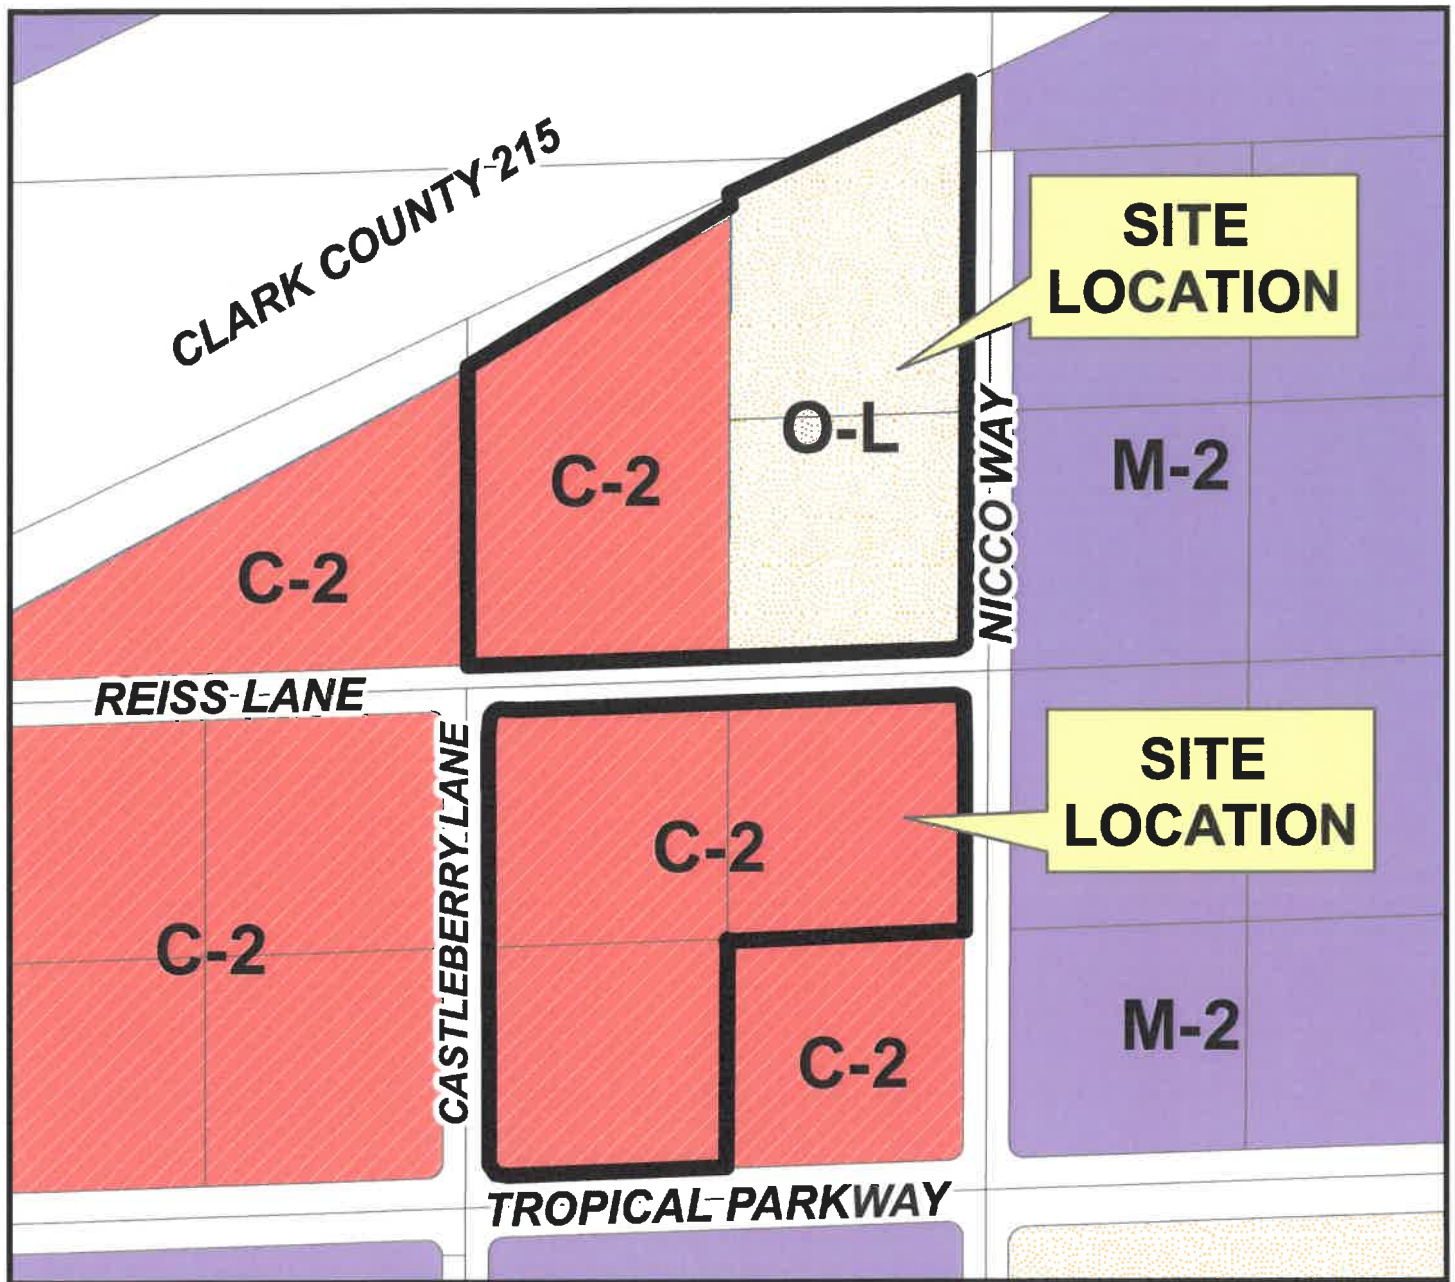 CLARK COUNTY 215
SITE
LOCATION
O-L
C-2
M-2
C-2
NICCO WAY
REISS LANE
SITE
LOCATION
CASTLEBERRY LANE
C-2
C-2
M-2
C-2
TROPICAL PARKWAY